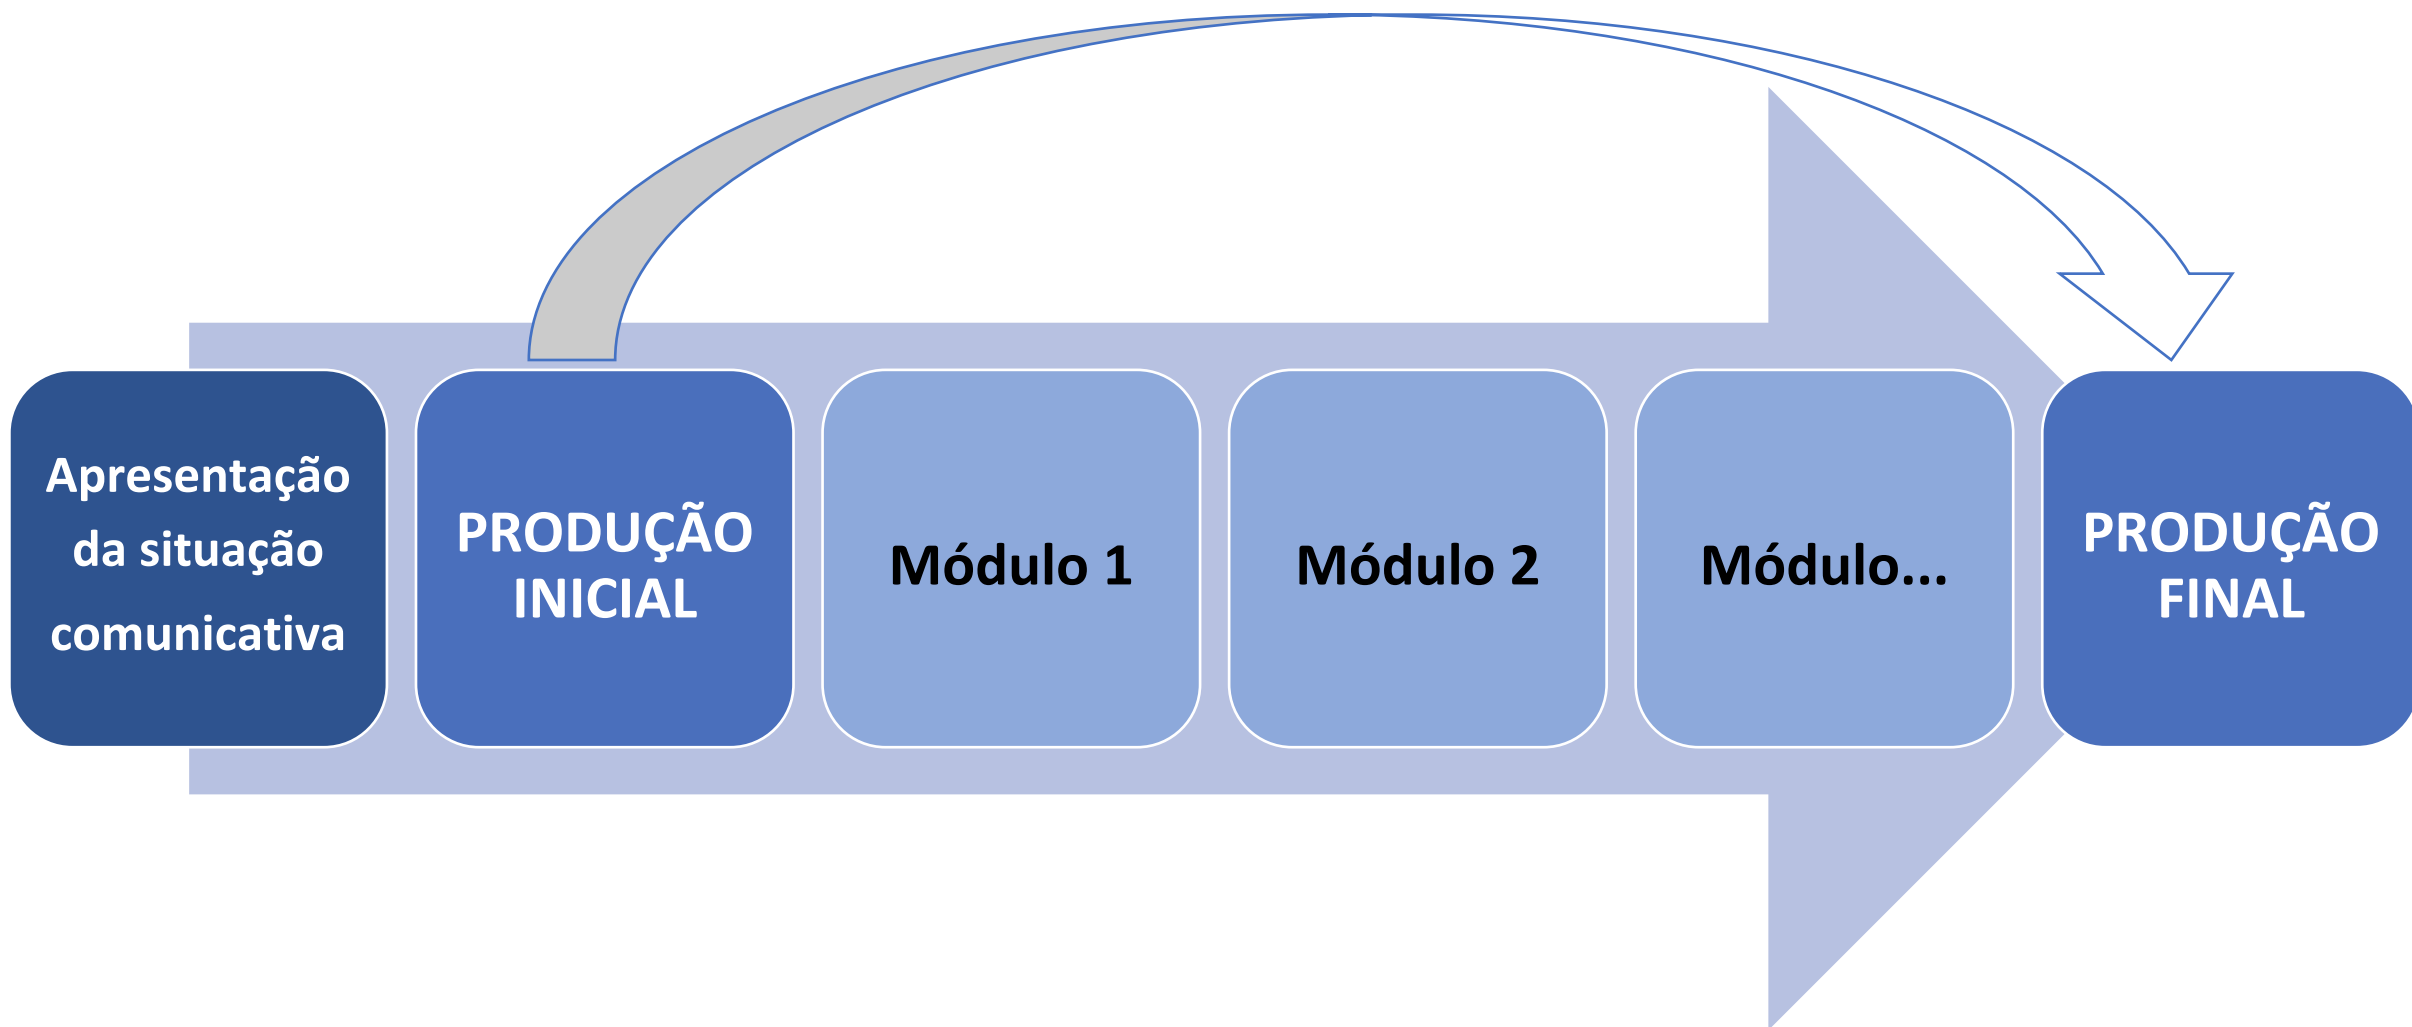 Apresentação
da situação
comunicativa
PRODUÇÃO
INICIAL
Módulo 1
Módulo 2
Módulo...
PRODUÇÃO
FINAL